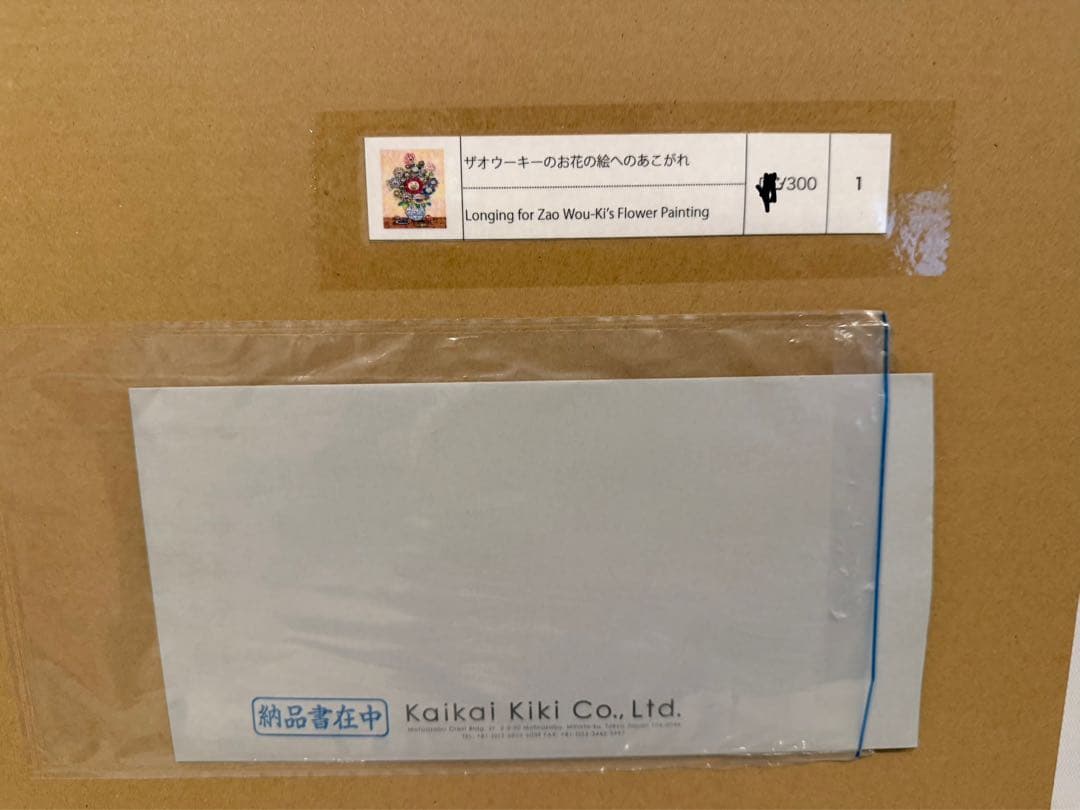 ザオウーキーのお花の絵へのあこがれ
/300
1
Longing for Zao Wou-Ki's Flower Painting
納品書在中
Kaikai Kiki Co., Ltd.